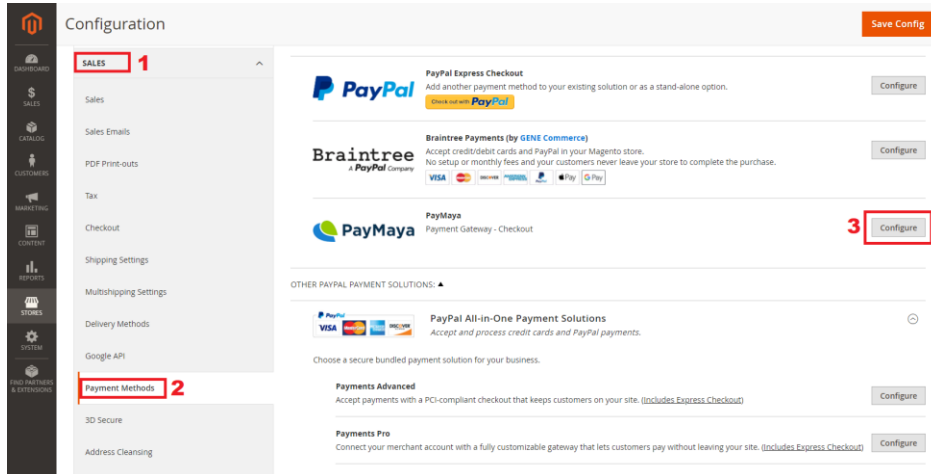 Configuration
Save Config
DASHBOARD
SALES
CATALOG
CUSTOMERS
MARKETING
CONTENT
REPORTS
STORES
SYSTEM
FIND PARTNERS
& EXTENSIONS
SALES 1
Sales
Sales Emails
PDF Print-outs
Tax
Checkout
Shipping Settings
Multishipping Settings
Delivery Methods
Google API
Payment Methods 2
3D Secure
Address Cleansing
PayPal
PayPal Express Checkout
Add another payment method to your existing solution or as a stand-alone option.
Check out with PayPal
Configure
Braintree
A PayPal Company
Braintree Payments (by GENE Commerce)
Accept credit/debit cards and PayPal in your Magento store.
No setup or monthly fees and your customers never leave your store to complete the purchase.
VISA DISCOVER PayPal Pay G Pay
Configure
PayMaya
PayMaya
Payment Gateway - Checkout
3 Configure
OTHER PAYPAL PAYMENT SOLUTIONS: ▲
PayPal
VISA DISCOVER
PayPal All-in-One Payment Solutions
Accept and process credit cards and PayPal payments.
Choose a secure bundled payment solution for your business.
Payments Advanced
Accept payments with a PCI-compliant checkout that keeps customers on your site. (Includes Express Checkout)
Configure
Payments Pro
Connect your merchant account with a fully customizable gateway that lets customers pay without leaving your site. (Includes Express Checkout)
Configure